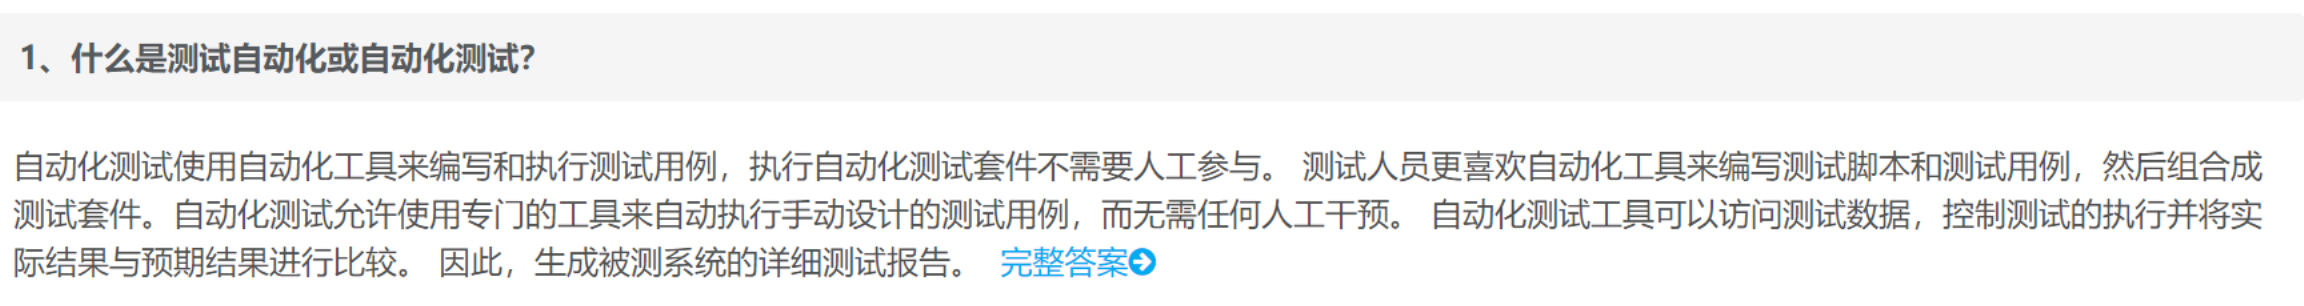 1、什么是测试自动化或自动化测试?
自动化测试使用自动化工具来编写和执行测试用例，执行自动化测试套件不需要人工参与。 测试人员更喜欢自动化工具来编写测试脚本和测试用例，然后组合成
测试套件。自动化测试允许使用专门的工具来自动执行手动设计的测试用例，而无需任何人工干预。 自动化测试工具可以访问测试数据，控制测试的执行并将实
际结果与预期结果进行比较。 因此，生成被测系统的详细测试报告。 完整答案